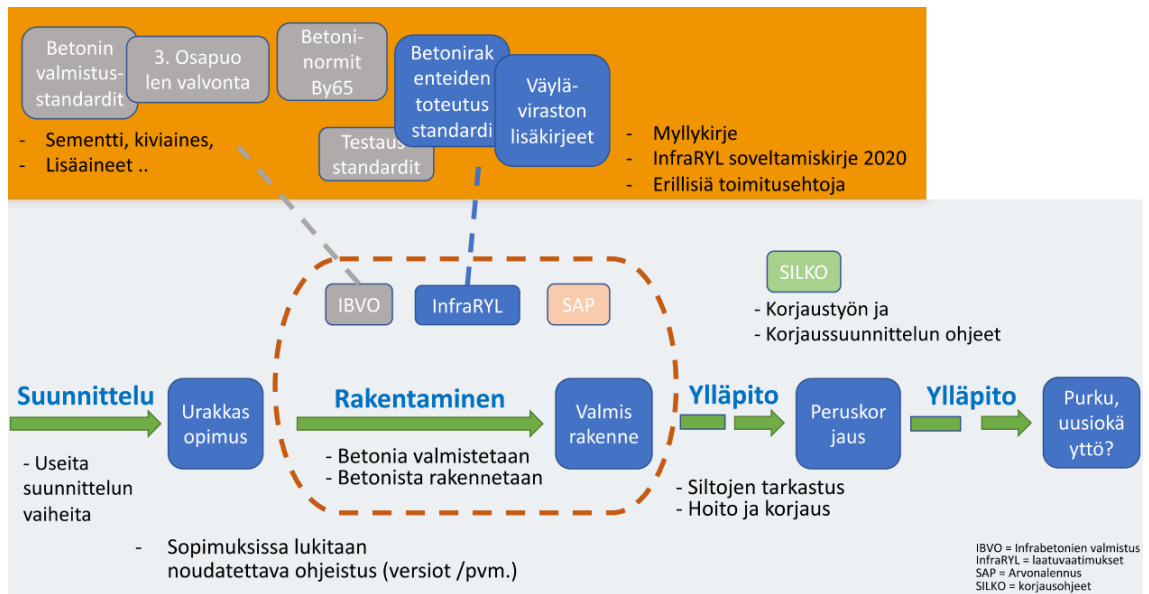 Betonin
valmistus-
standardit
3. Osapuo
len valvonta
Betoni-
normit
By65
Betonirak
enteiden
toteutus
standardi
Väylä-
viraston
lisäkirjeet
Testaus
standardit
- Sementti, kiviaines,
- Lisäaineet ..
- Myllykirje
- InfraRYL soveltamiskirje 2020
- Erillisiä toimitusehtoja
IBVO
InfraRYL
SAP
SILKO
- Korjaustyön ja
- Korjaussuunnittelun ohjeet
Suunnittelu
Urakkas
opimus
Rakentaminen
Valmis
rakenne
Ylläpito
Peruskor
jaus
Ylläpito
Purku,
uusiokä
yttö?
- Useita
suunnittelun
vaiheita
- Betonia valmistetaan
- Betonista rakennetaan
- Siltojen tarkastus
- Hoito ja korjaus
- Sopimuksissa lukitaan
noudatettava ohjeistus (versiot /pvm.)
IBVO = Infrabetonien valmistus
InfraRYL = laatuvaatimukset
SAP = Arvonalennus
SILKO = korjausohjeet